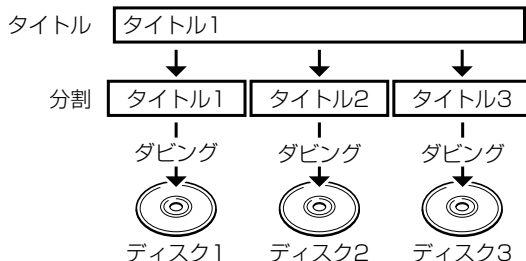 タイトル タイトル1
分割 タイトル1 タイトル2 タイトル3
ダビング ダビング ダビング
ディスク1 ディスク2 ディスク3